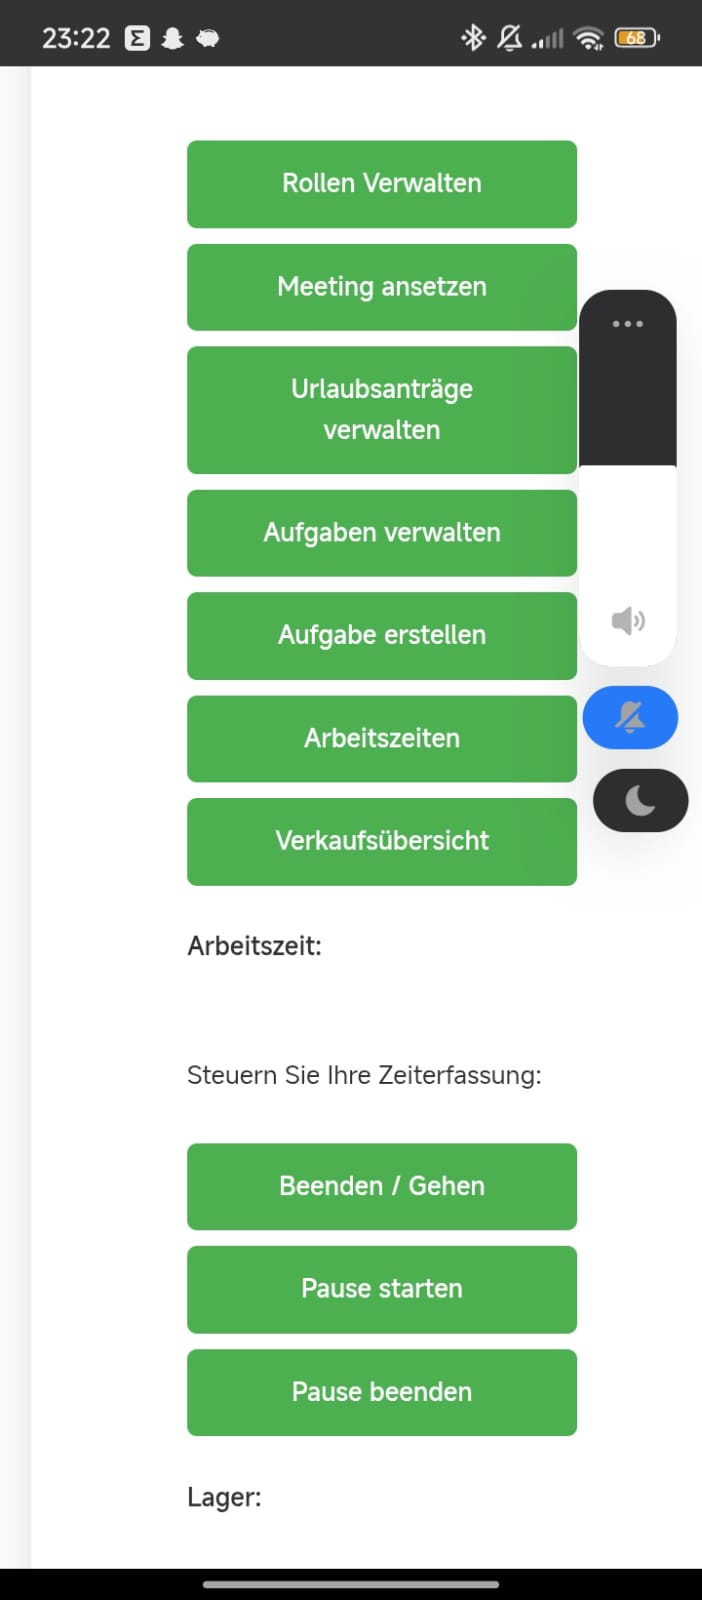 23:22
68
Rollen Verwalten
Meeting ansetzen
Urlaubsanträge
verwalten
Aufgaben verwalten
Aufgabe erstellen
Arbeitszeiten
Verkaufsübersicht
Arbeitszeit:
Steuern Sie Ihre Zeiterfassung:
Beenden / Gehen
Pause starten
Pause beenden
Lager: